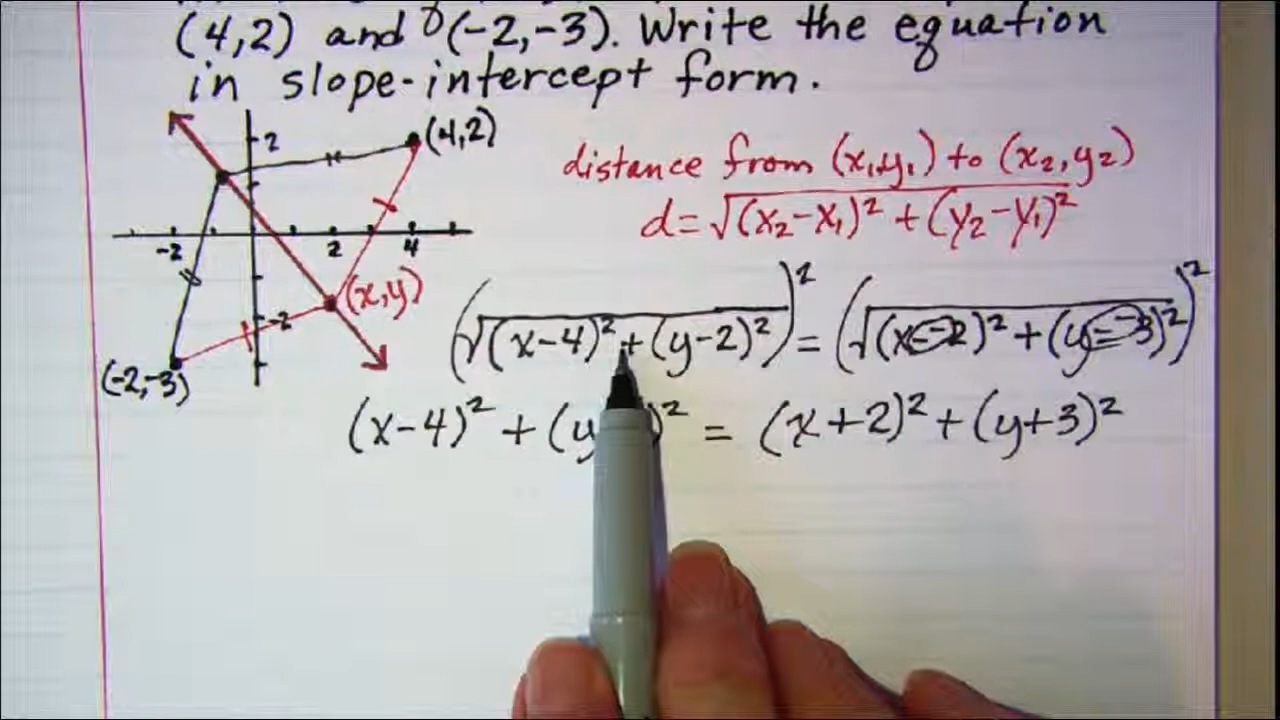 (4,2) and (-2,-3). Write the equation
in slope-intercept form.
2
(4,2)
-2
2
4
(x,y)
-2
(-2,-3)
distance from (x₁,y₁) to (x₂,y₂)
d=√(x₂-x₁)² + (y₂-y₁)²
(√(x-4)² + (y-2)²)² = (√(x--2)² + (y--3)²)²
(x-4)² + (y )² = (x+2)² + (y+3)²